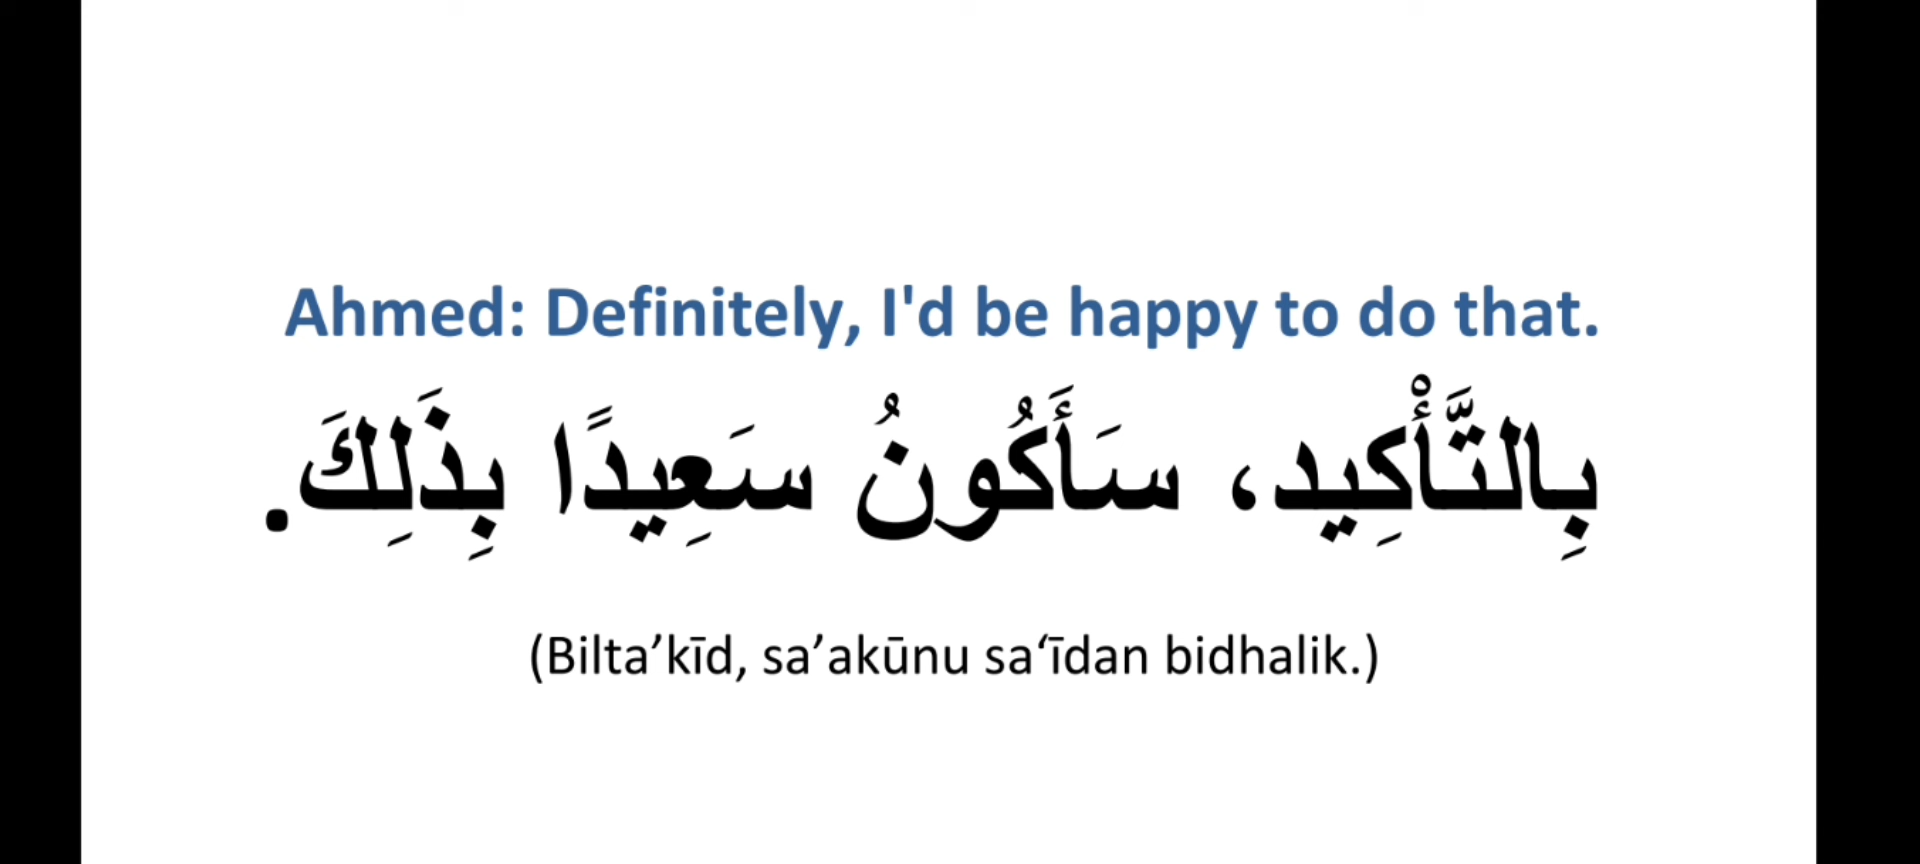 Ahmed: Definitely, I'd be happy to do that.
بِالتَّأْكِيد، سَأَكُونُ سَعِيدًا بِذَلِكَ.
(Bilta’kīd, sa’akūnu sa‘īdan bidhalik.)